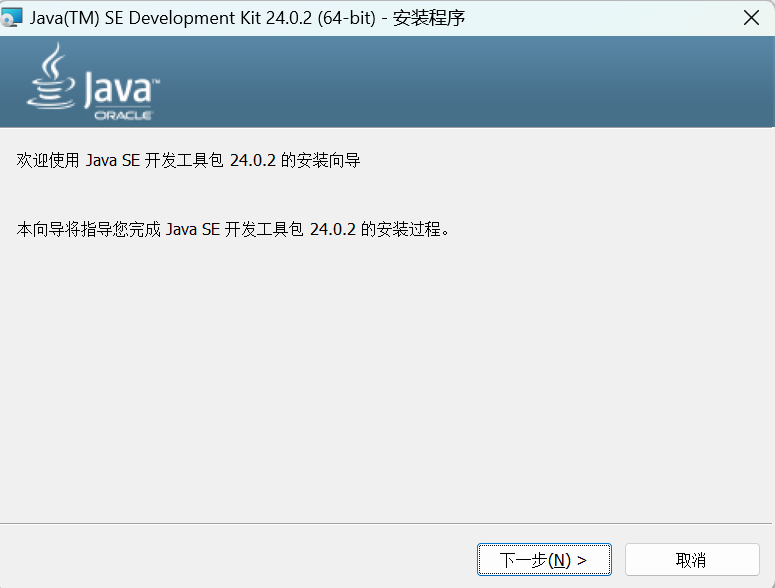 Java(TM) SE Development Kit 24.0.2 (64-bit) - 安装程序
Java™
ORACLE
欢迎使用 Java SE 开发工具包 24.0.2 的安装向导
本向导将指导您完成 Java SE 开发工具包 24.0.2 的安装过程。
下一步(N) >
取消